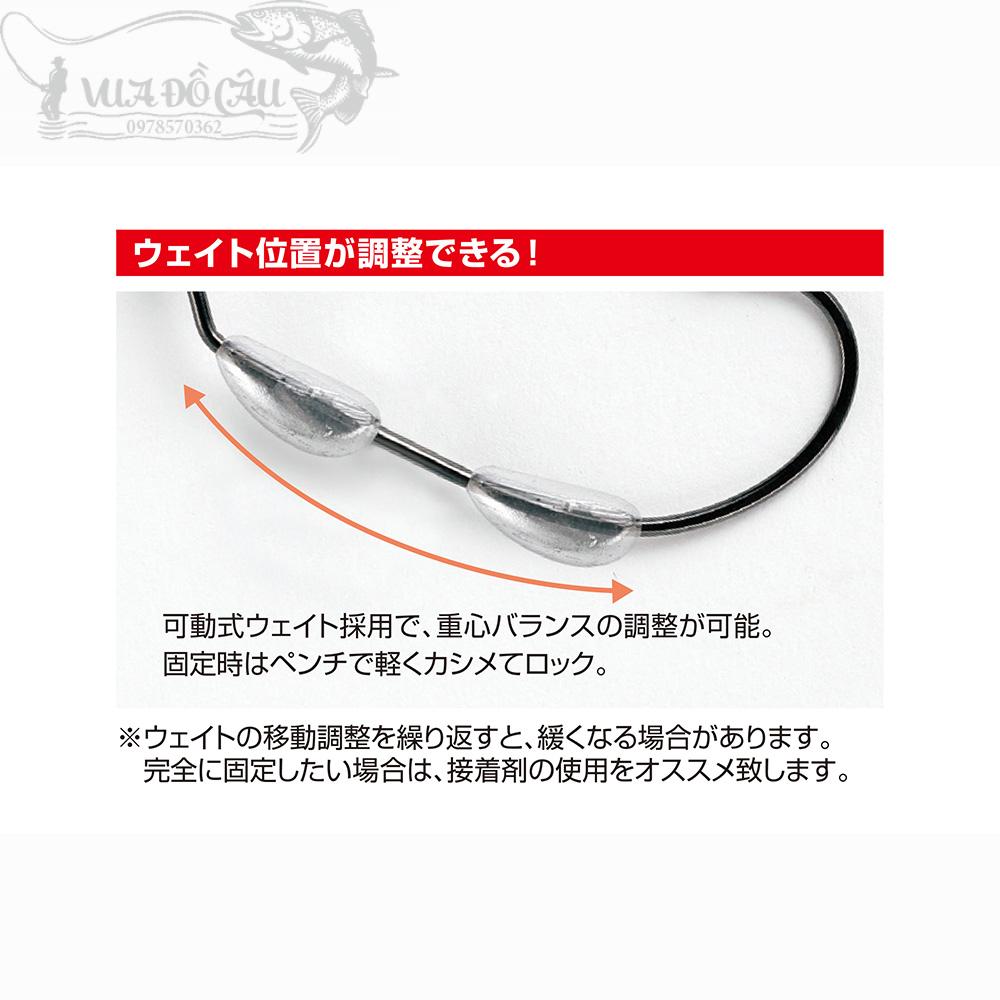 VUA ĐỒ CÂU
0978570362
ウェイト位置が調整できる！
可動式ウェイト採用で、重心バランスの調整が可能。
固定時はペンチで軽くカシメてロック。
※ウェイトの移動調整を繰り返すと、緩くなる場合があります。
完全に固定したい場合は、接着剤の使用をオススメ致します。